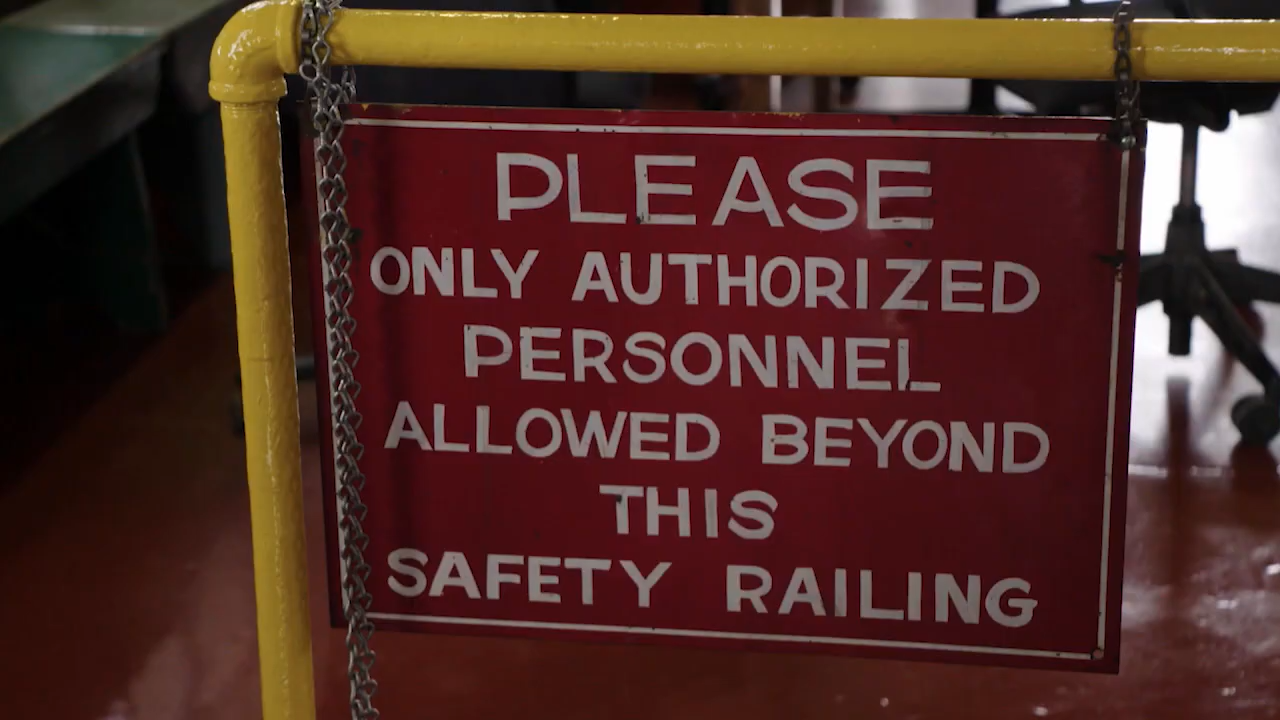 PLEASE
ONLY AUTHORIZED
PERSONNEL
ALLOWED BEYOND
THIS
SAFETY RAILING